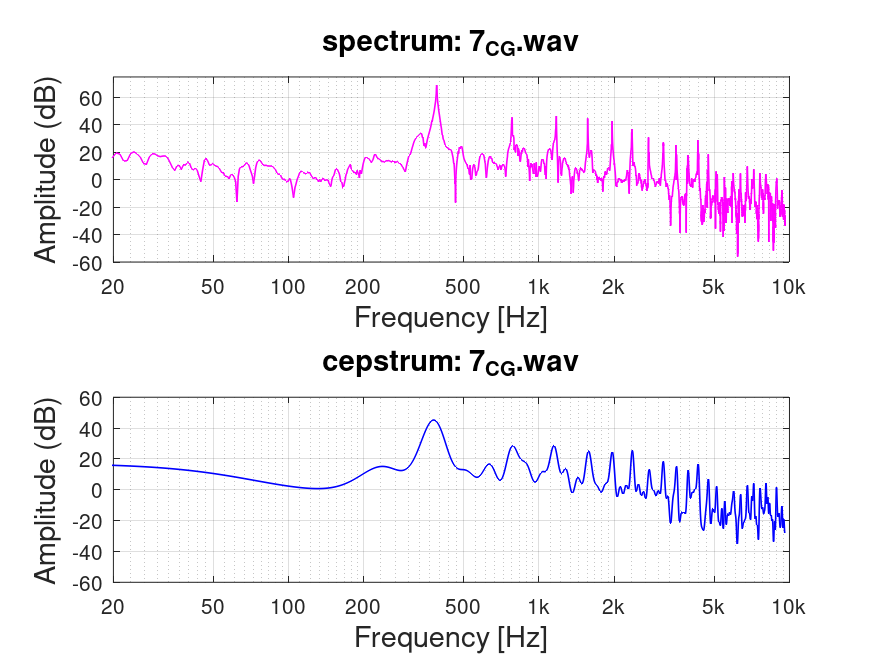 spectrum: 7CG.wav
60
40
20
0
-20
-40
-60
Amplitude (dB)
20 50 100 200 500 1k 2k 5k 10k
Frequency [Hz]
cepstrum: 7CG.wav
60
40
20
0
-20
-40
-60
Amplitude (dB)
20 50 100 200 500 1k 2k 5k 10k
Frequency [Hz]